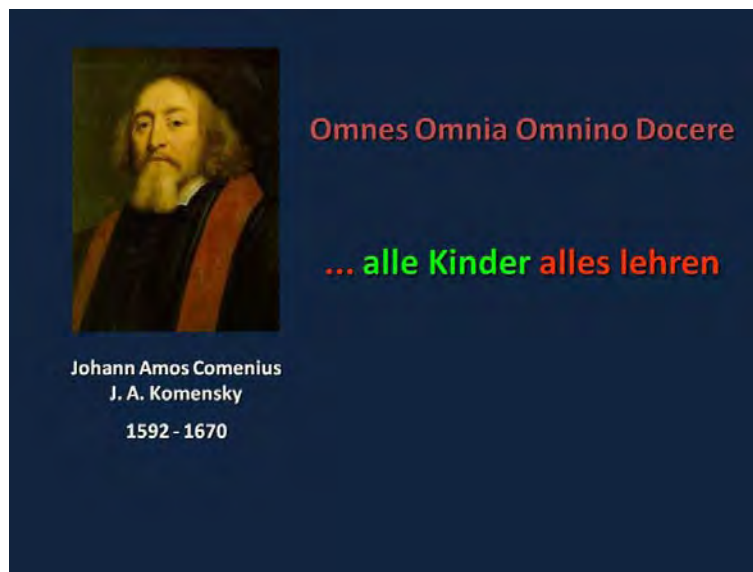 Omnes Omnia Omnino Docere
... alle Kinder alles lehren
Johann Amos Comenius
J. A. Komensky
1592 - 1670